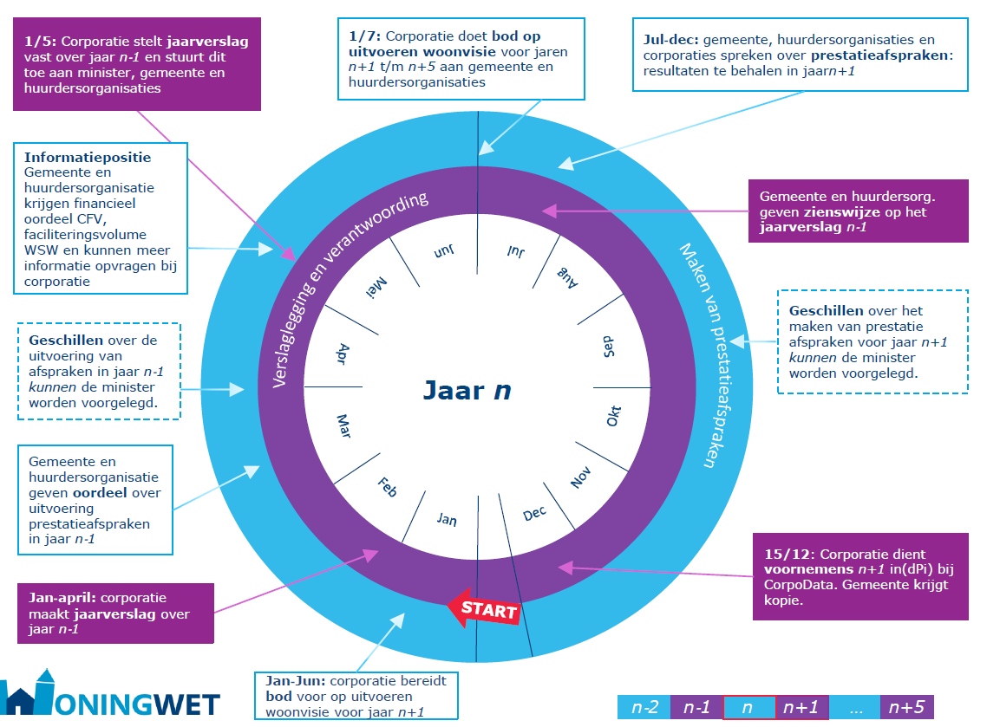 1/5: Corporatie stelt jaarverslag
vast over jaar n-1 en stuurt dit
toe aan minister, gemeente en
huurdersorganisaties
1/7: Corporatie doet bod op
uitvoeren woonvisie voor jaren
n+1 t/m n+5 aan gemeente en
huurdersorganisaties
Jul-dec: gemeente, huurdersorganisaties en
corporaties spreken over prestatieafspraken:
resultaten te behalen in jaarn+1
Informatiepositie
Gemeente en
huurdersorganisatie
krijgen financieel
oordeel CFV,
faciliteringsvolume
WSW en kunnen meer
informatie opvragen bij
corporatie
Gemeente en huurdersorg.
geven zienswijze op het
jaarverslag n-1
Geschillen over de
uitvoering van
afspraken in jaar n-1
kunnen de minister
worden voorgelegd.
Geschillen over het
maken van prestatie
afspraken voor jaar n+1
kunnen de minister
worden voorgelegd.
Gemeente en
huurdersorganisatie
geven oordeel over
uitvoering
prestatieafspraken
in jaar n-1
Jan-april: corporatie
maakt jaarverslag over
jaar n-1
15/12: Corporatie dient
voornemens n+1 in(dPi) bij
CorpoData. Gemeente krijgt
kopie.
Jan-Jun: corporatie bereidt
bod voor op uitvoeren
woonvisie voor jaar n+1
Verslaglegging en verantwoording
Maken van prestatieafspraken
Jaar n
Jan
Feb
Mar
Apr
Mei
Jun
Jul
Aug
Sep
Okt
Nov
Dec
START
WONINGWET
n-2 n-1 n n+1 ... n+5